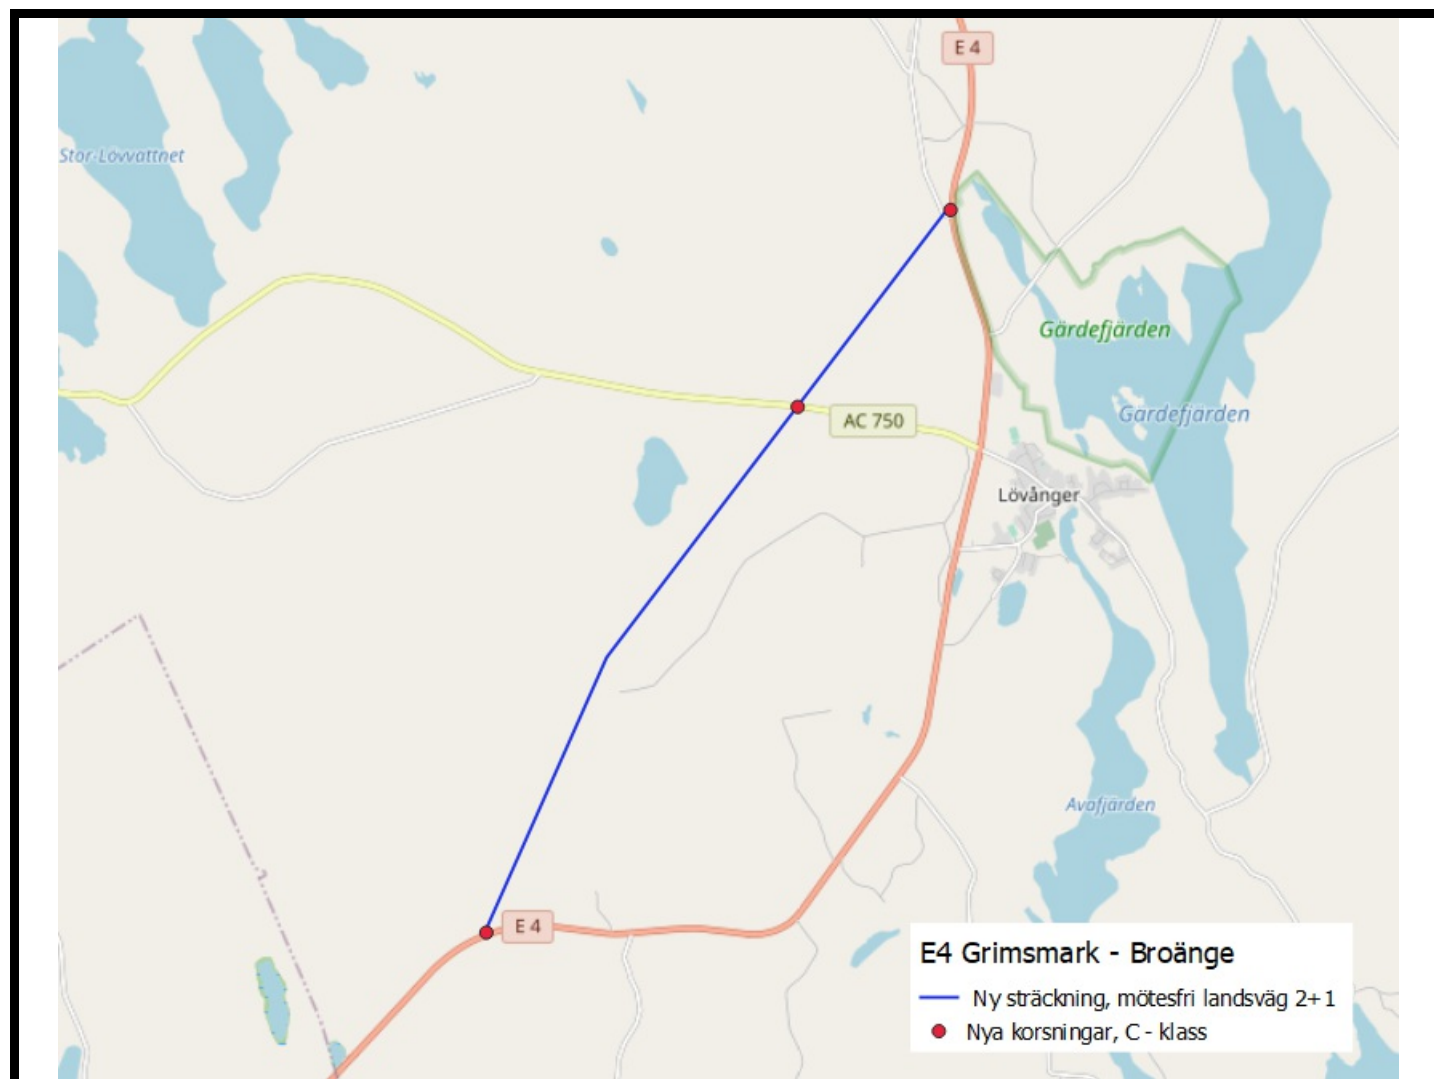 E 4
Stor-Lövvattnet
Gärdefjärden
Gärdefjärden
AC 750
Lövånger
Avafjärden
E 4
E4 Grimsmark - Broänge
Ny sträckning, mötesfri landsväg 2+1
Nya korsningar, C - klass